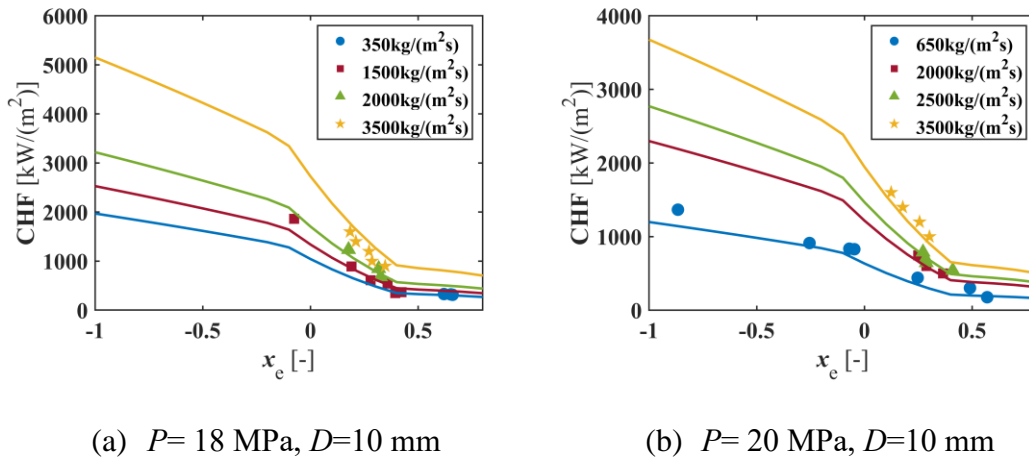 6000
5000
4000
3000
2000
1000
0
CHF [kW/(m²)]
-1 -0.5 0 0.5
xₑ [-]
350kg/(m²s)
1500kg/(m²s)
2000kg/(m²s)
3500kg/(m²s)
(a) P= 18 MPa, D=10 mm
4000
3000
2000
1000
0
CHF [kW/(m²)]
-1 -0.5 0 0.5
xₑ [-]
650kg/(m²s)
2000kg/(m²s)
2500kg/(m²s)
3500kg/(m²s)
(b) P= 20 MPa, D=10 mm